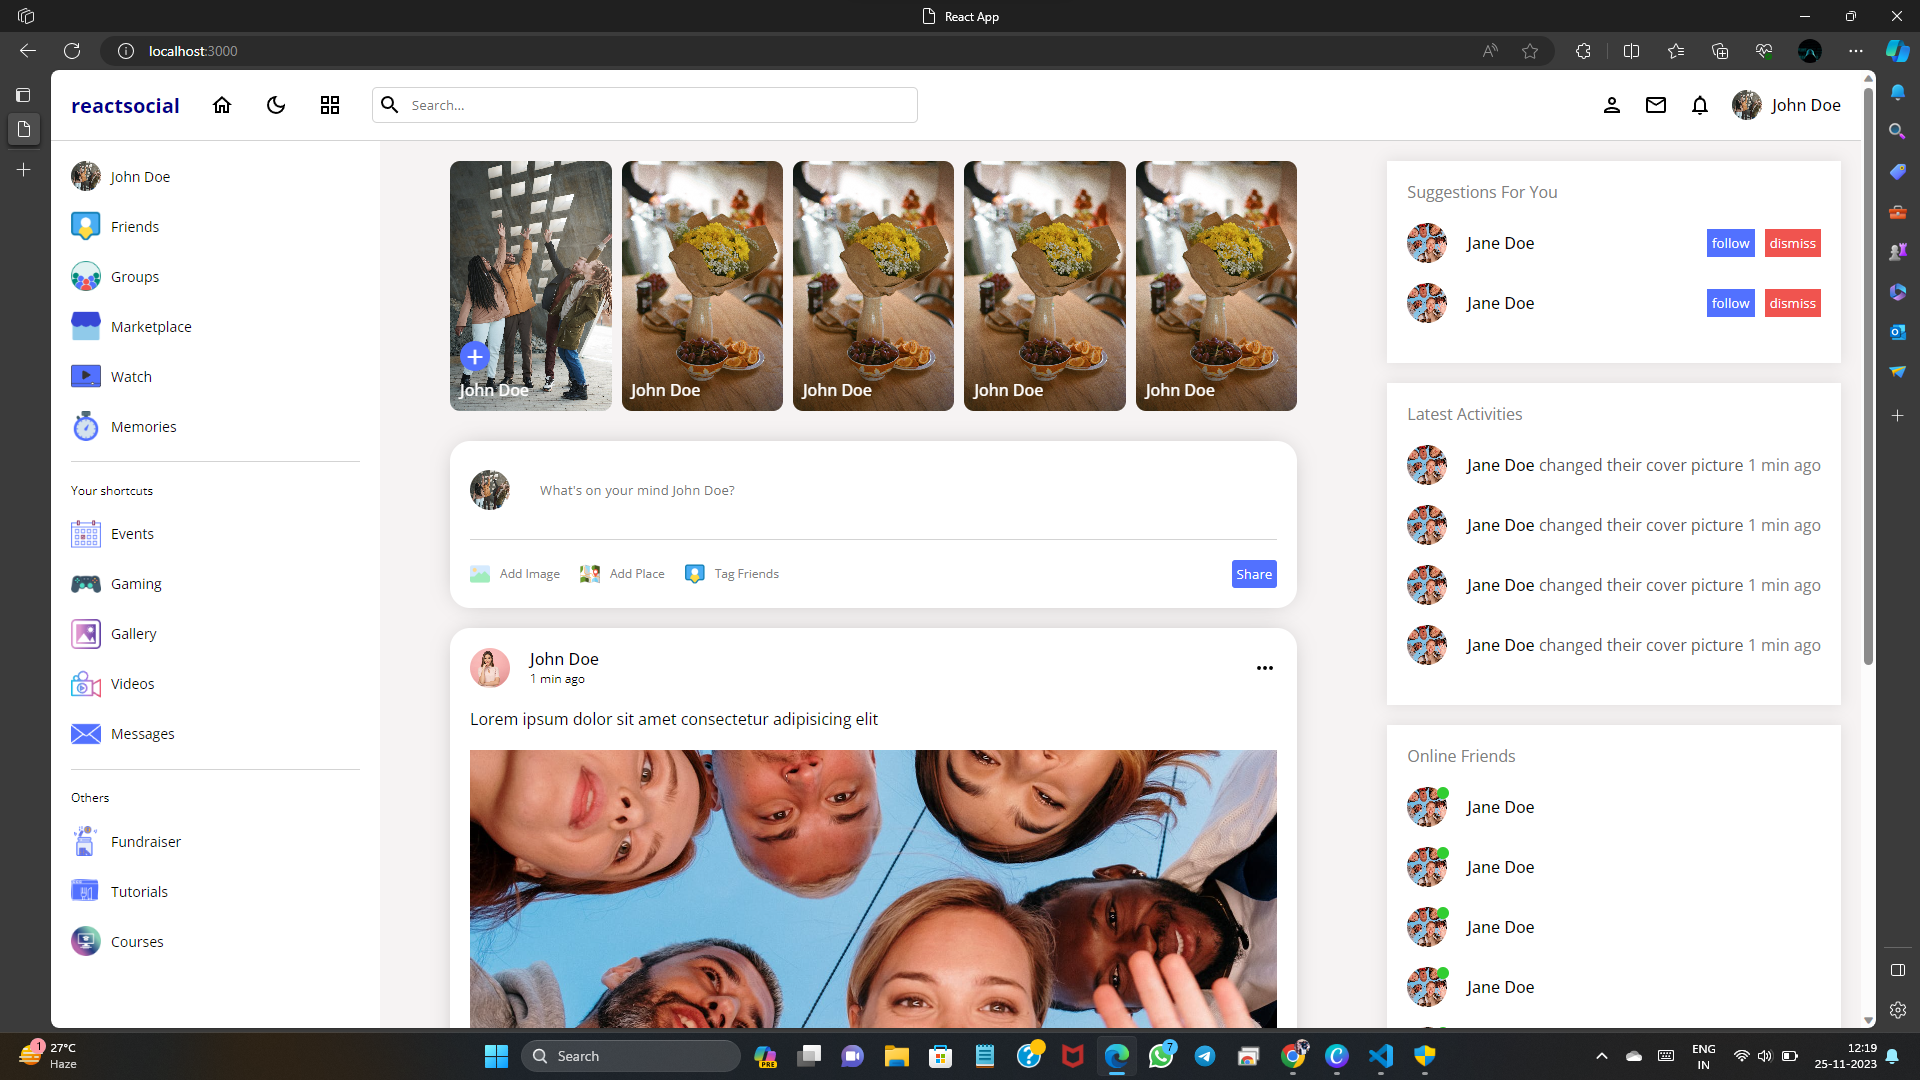 React App
localhost:3000
reactsocial
Search...
John Doe
John Doe
Friends
Groups
Marketplace
Watch
Memories
Your shortcuts
Events
Gaming
Gallery
Videos
Messages
Others
Fundraiser
Tutorials
Courses
John Doe
John Doe
John Doe
John Doe
John Doe
What's on your mind John Doe?
Add Image
Add Place
Tag Friends
Share
John Doe
1 min ago
Lorem ipsum dolor sit amet consectetur adipisicing elit
Suggestions For You
Jane Doe follow dismiss
Jane Doe follow dismiss
Latest Activities
Jane Doe changed their cover picture 1 min ago
Jane Doe changed their cover picture 1 min ago
Jane Doe changed their cover picture 1 min ago
Jane Doe changed their cover picture 1 min ago
Online Friends
Jane Doe
Jane Doe
Jane Doe
Jane Doe
1
27°C
Haze
Search
PRE
7
ENG
IN
12:19
25-11-2023